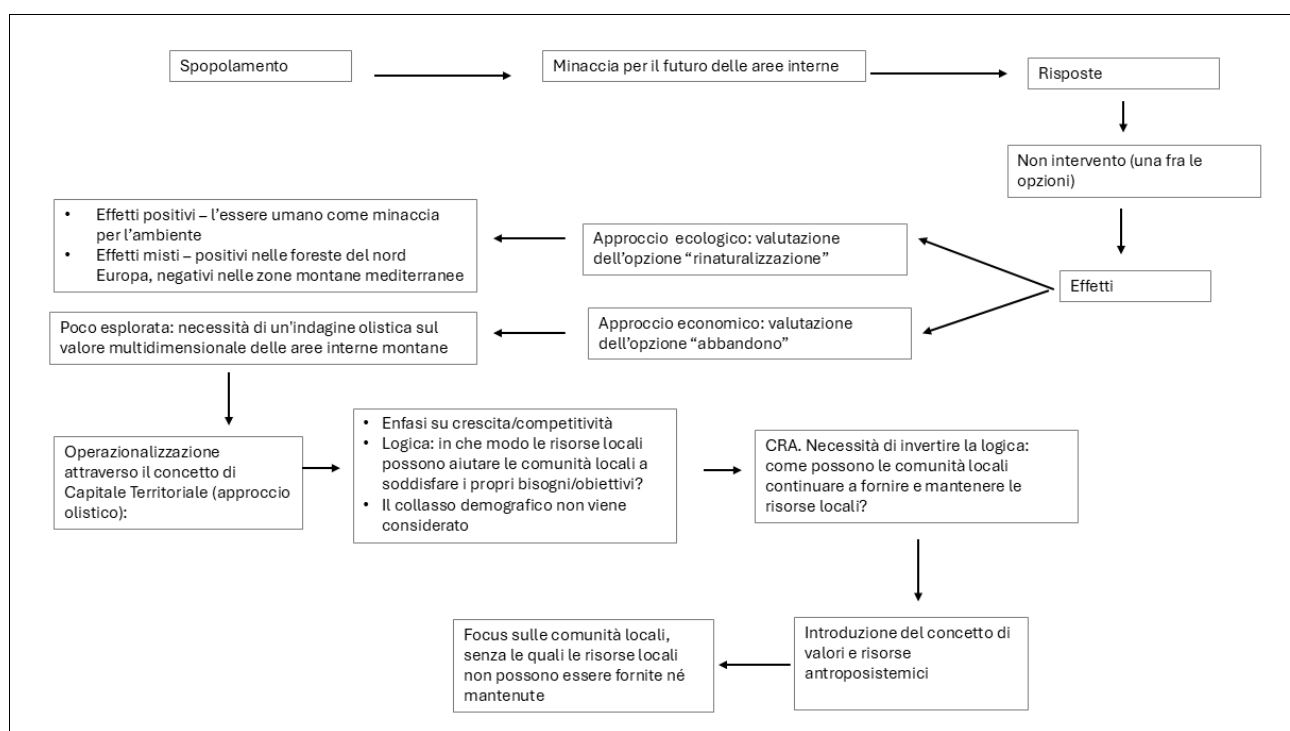 Spopolamento
Minaccia per il futuro delle aree interne
Risposte
Non intervento (una fra le
opzioni)
Effetti
Approccio ecologico: valutazione
dell'opzione “rinaturalizzazione”
• Effetti positivi – l'essere umano come minaccia
per l'ambiente
• Effetti misti – positivi nelle foreste del nord
Europa, negativi nelle zone montane mediterranee
Approccio economico: valutazione
dell'opzione “abbandono”
Poco esplorata: necessità di un'indagine olistica sul
valore multidimensionale delle aree interne montane
Operazionalizzazione
attraverso il concetto di
Capitale Territoriale (approccio
olistico):
• Enfasi su crescita/competitività
• Logica: in che modo le risorse locali
possono aiutare le comunità locali a
soddisfare i propri bisogni/obiettivi?
• Il collasso demografico non viene
considerato
CRA. Necessità di invertire la logica:
come possono le comunità locali
continuare a fornire e mantenere le
risorse locali?
Introduzione del concetto di
valori e risorse
antroposistemici
Focus sulle comunità locali,
senza le quali le risorse locali
non possono essere fornite né
mantenute